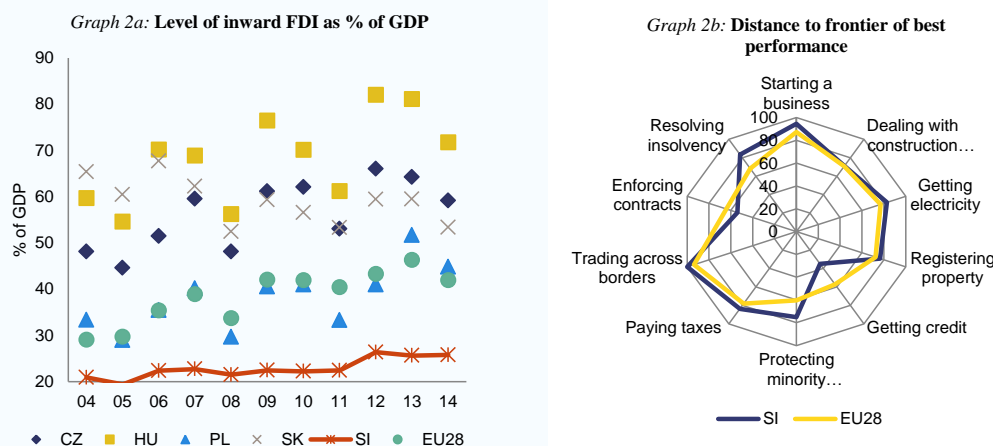 Graph 2a: Level of inward FDI as % of GDP
90
80
70
60
50
40
30
20
% of GDP
04 05 06 07 08 09 10 11 12 13 14
CZ HU PL SK SI EU28
Graph 2b: Distance to frontier of best
performance
Starting a
business
Dealing with
construction…
Getting
electricity
Registering
property
Getting credit
Protecting
minority…
Paying taxes
Trading across
borders
Enforcing
contracts
Resolving
insolvency
100
80
60
40
20
0
SI EU28